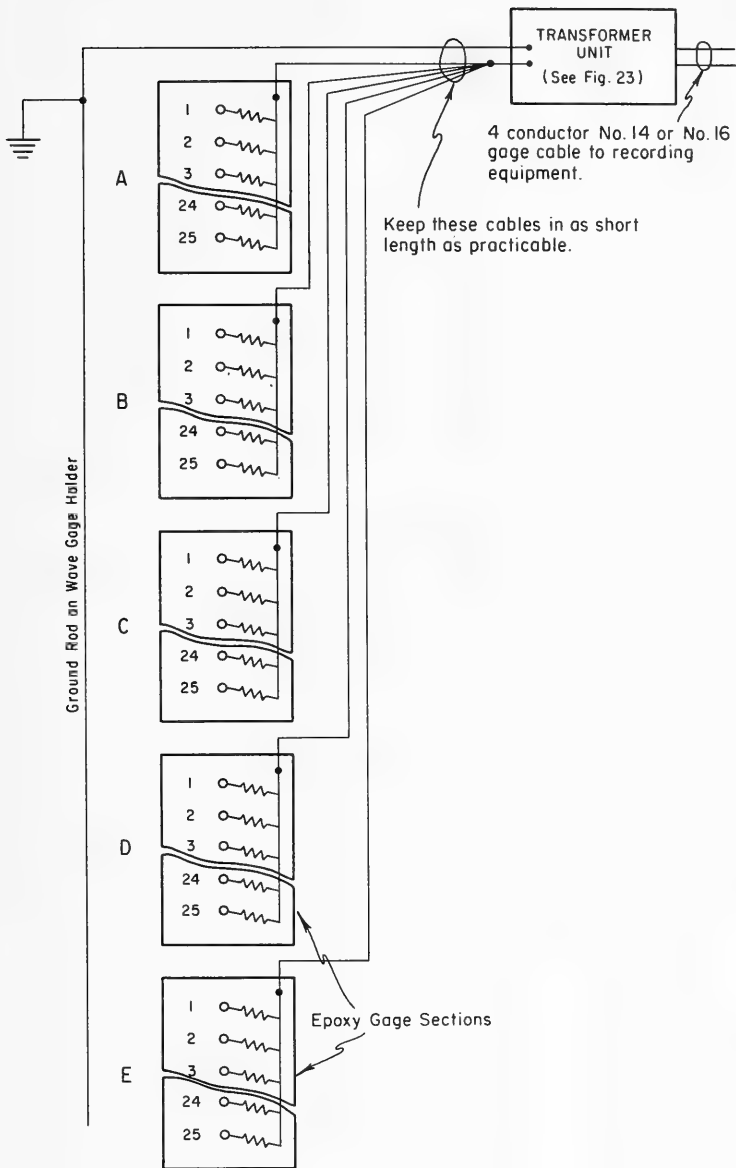 TRANSFORMER
UNIT
(See Fig. 23)
4 conductor No. 14 or No. 16
gage cable to recording
equipment.
Keep these cables in as short
length as practicable.
Ground Rod on Wave Gage Holder
A
1
2
3
24
25
B
1
2
3
24
25
C
1
2
3
24
25
D
1
2
3
24
25
Epoxy Gage Sections
E
1
2
3
24
25